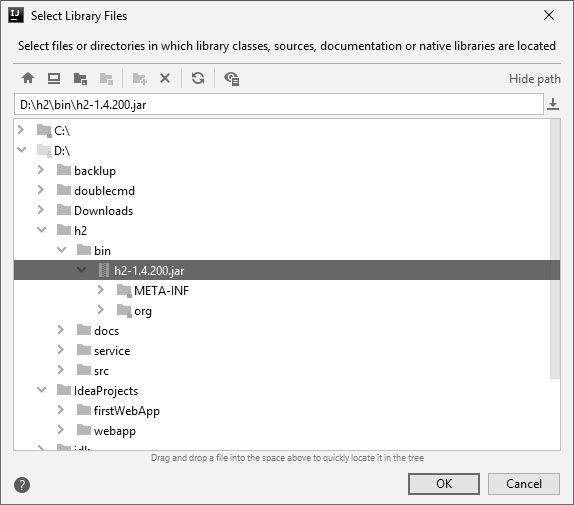 Select Library Files
Select files or directories in which library classes, sources, documentation or native libraries are located
Hide path
D:\h2\bin\h2-1.4.200.jar
C:\
D:\
backlup
doublecmd
Downloads
h2
bin
h2-1.4.200.jar
META-INF
org
docs
service
src
IdeaProjects
firstWebApp
webapp
Drag and drop a file into the space above to quickly locate it in the tree
?
OK
Cancel